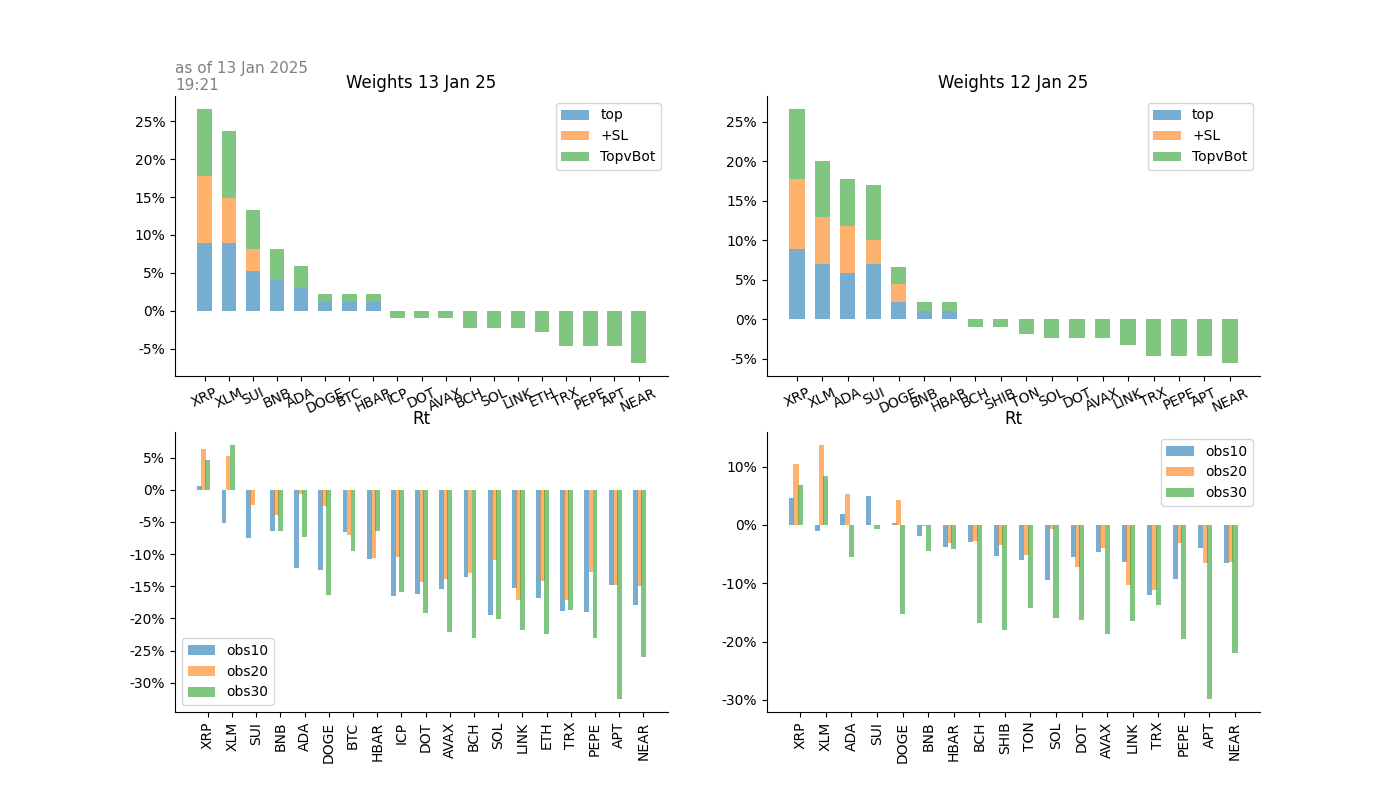 as of 13 Jan 2025
19:21
Weights 13 Jan 25
25%
20%
15%
10%
5%
0%
-5%
top
+SL
TopvBot
XRP XLM SUI BNB ADA DOGE BTC HBAR ICP DOT AVAX BCH SOL LINK ETH TRX PEPE APT NEAR
Weights 12 Jan 25
25%
20%
15%
10%
5%
0%
-5%
top
+SL
TopvBot
XRP XLM ADA SUI DOGE BNB HBAR BCH SHIB TON SOL DOT AVAX LINK TRX PEPE APT NEAR
Rt
5%
0%
-5%
-10%
-15%
-20%
-25%
-30%
obs10
obs20
obs30
XRP XLM SUI BNB ADA DOGE BTC HBAR ICP DOT AVAX BCH SOL LINK ETH TRX PEPE APT NEAR
Rt
10%
0%
-10%
-20%
-30%
obs10
obs20
obs30
XRP XLM ADA SUI DOGE BNB HBAR BCH SHIB TON SOL DOT AVAX LINK TRX PEPE APT NEAR